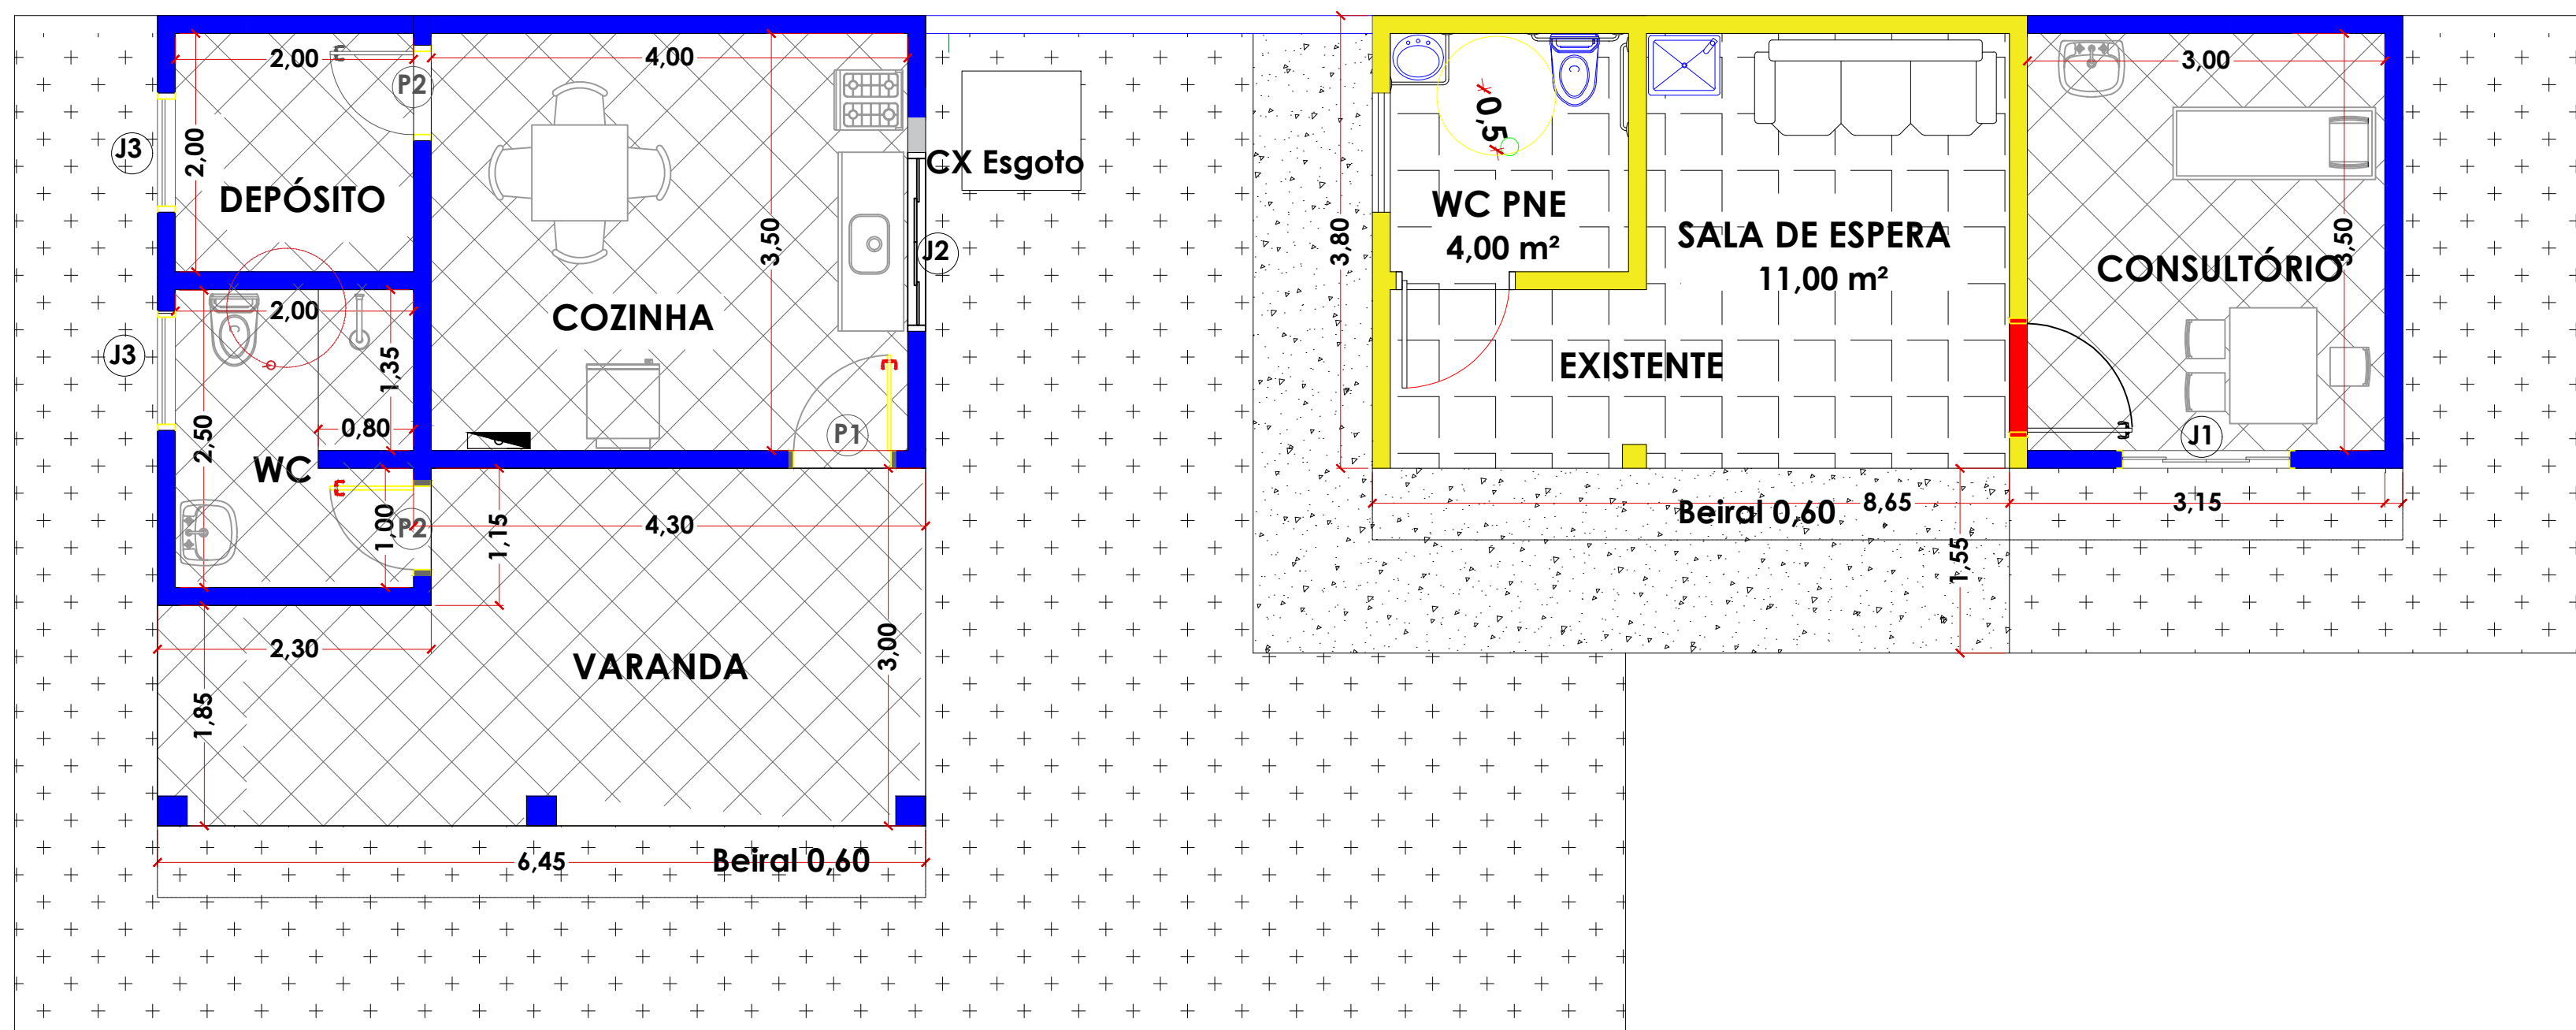 2,00
P2
4,00
J3
2,00
DEPÓSITO
COZINHA
3,50
J2
CX Esgoto
J3
2,00
1,35
0,80
2,50
WC
P1
1,00
P2
1,15
4,30
2,30
1,85
VARANDA
3,00
6,45
Beiral 0,60
3,80
0,5
WC PNE
4,00 m²
SALA DE ESPERA
11,00 m²
EXISTENTE
3,00
CONSULTÓRIO
3,50
J1
Beiral 0,60
8,65
3,15
1,55